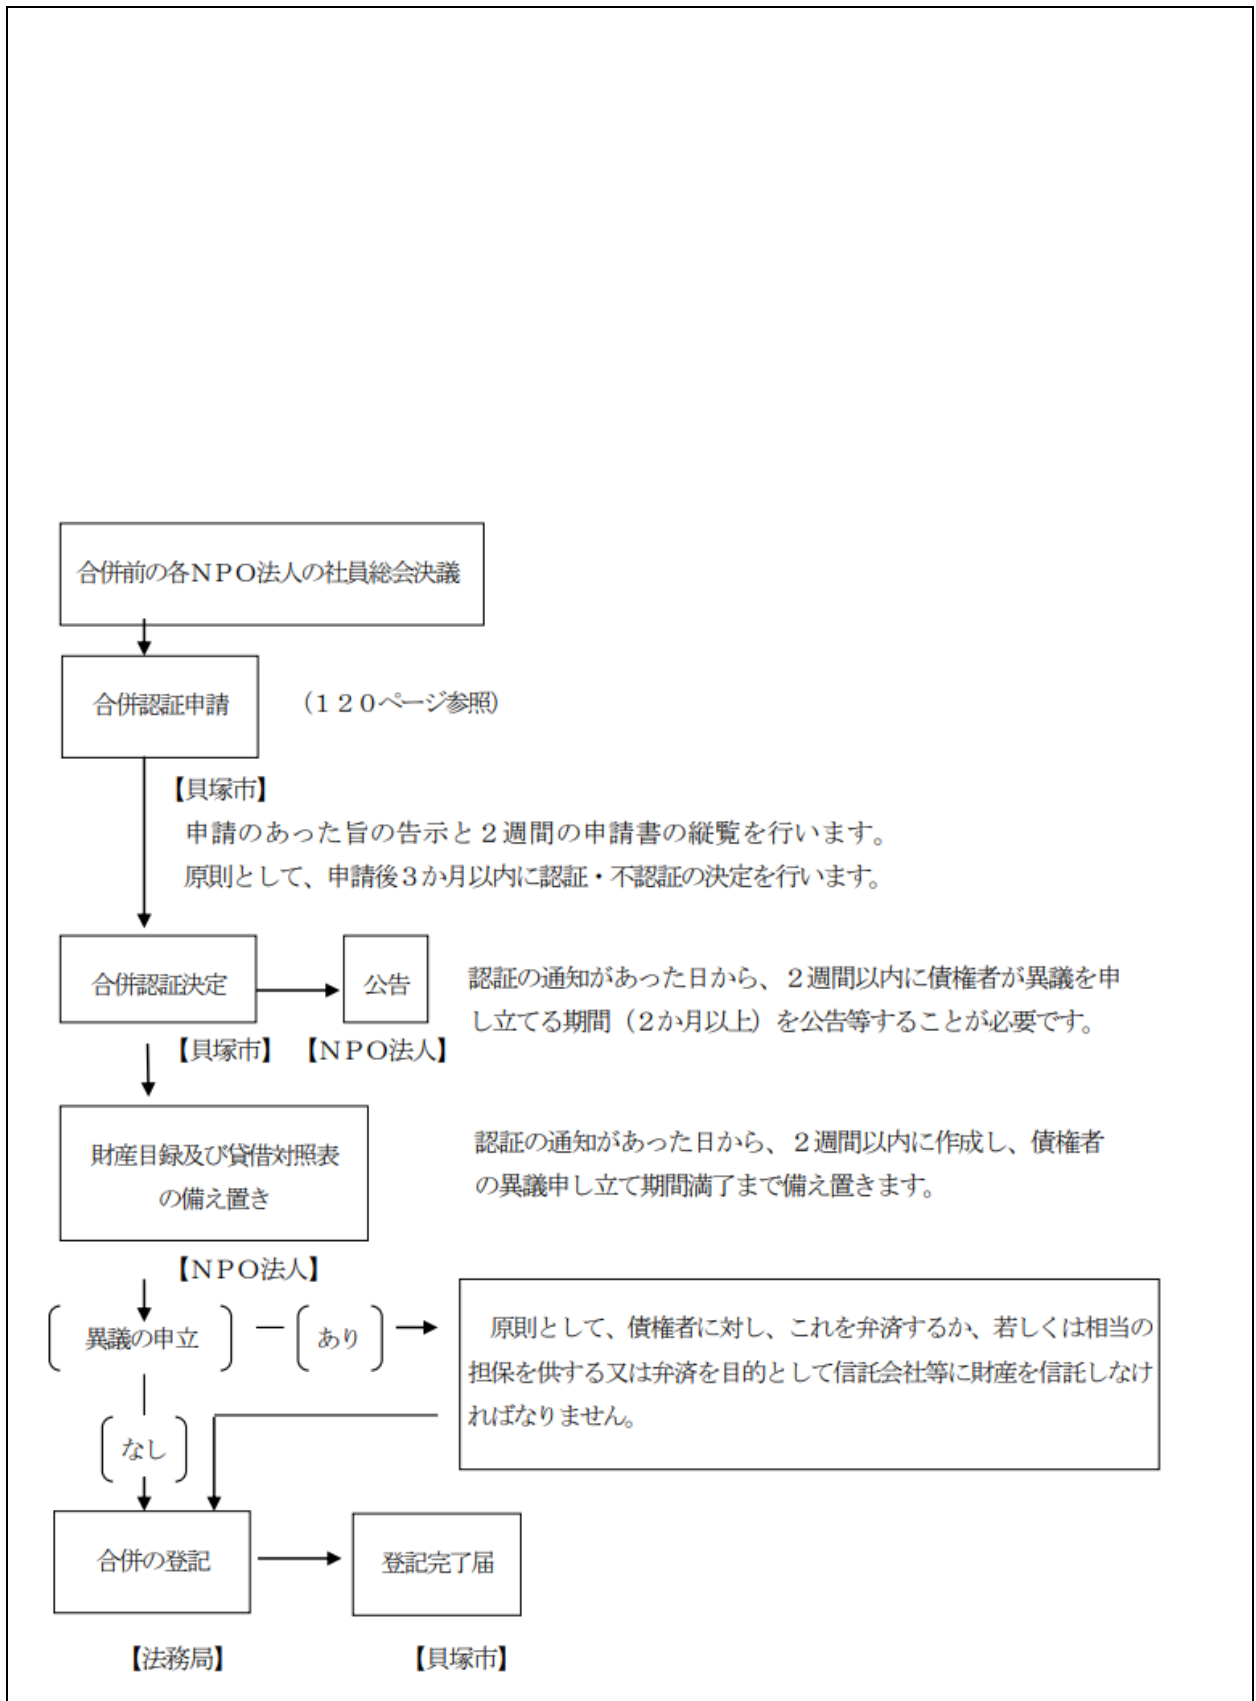 合併前の各ＮＰＯ法人の社員総会決議
合併認証申請
（１２０ページ参照）
【貝塚市】
申請のあった旨の告示と２週間の申請書の縦覧を行います。
原則として、申請後３か月以内に認証・不認証の決定を行います。
合併認証決定
公告
認証の通知があった日から、２週間以内に債権者が異議を申
し立てる期間（２か月以上）を公告等することが必要です。
【貝塚市】
【ＮＰＯ法人】
財産目録及び貸借対照表
の備え置き
認証の通知があった日から、２週間以内に作成し、債権者
の異議申し立て期間満了まで備え置きます。
【ＮＰＯ法人】
異議の申立
あり
原則として、債権者に対し、これを弁済するか、若しくは相当の
担保を供する又は弁済を目的として信託会社等に財産を信託しなけ
ればなりません。
なし
合併の登記
登記完了届
【法務局】
【貝塚市】